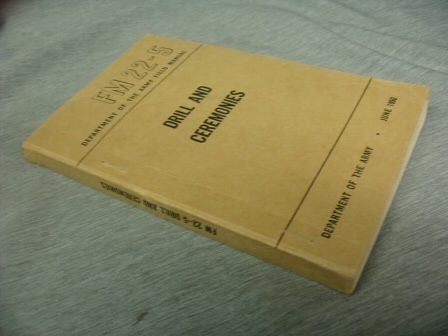 FM 22-5
DEPARTMENT OF THE ARMY FIELD MANUAL
DRILL AND
CEREMONIES
DEPARTMENT OF THE ARMY • JUNE
FM 22-5 DRILL AND CEREMONIES